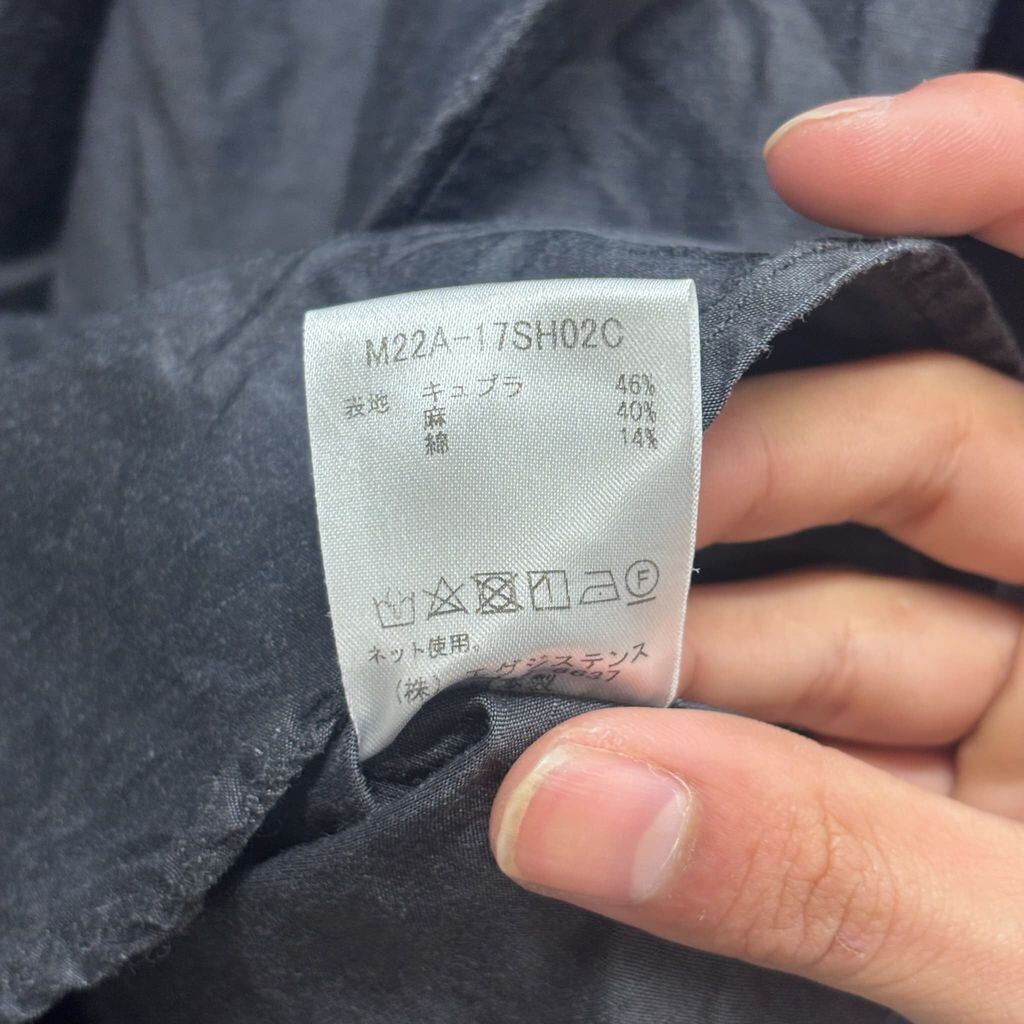 M22A-17SH02C
表地 キュプラ 46%
麻 40%
綿 14%
F
ネット使用。
(株)